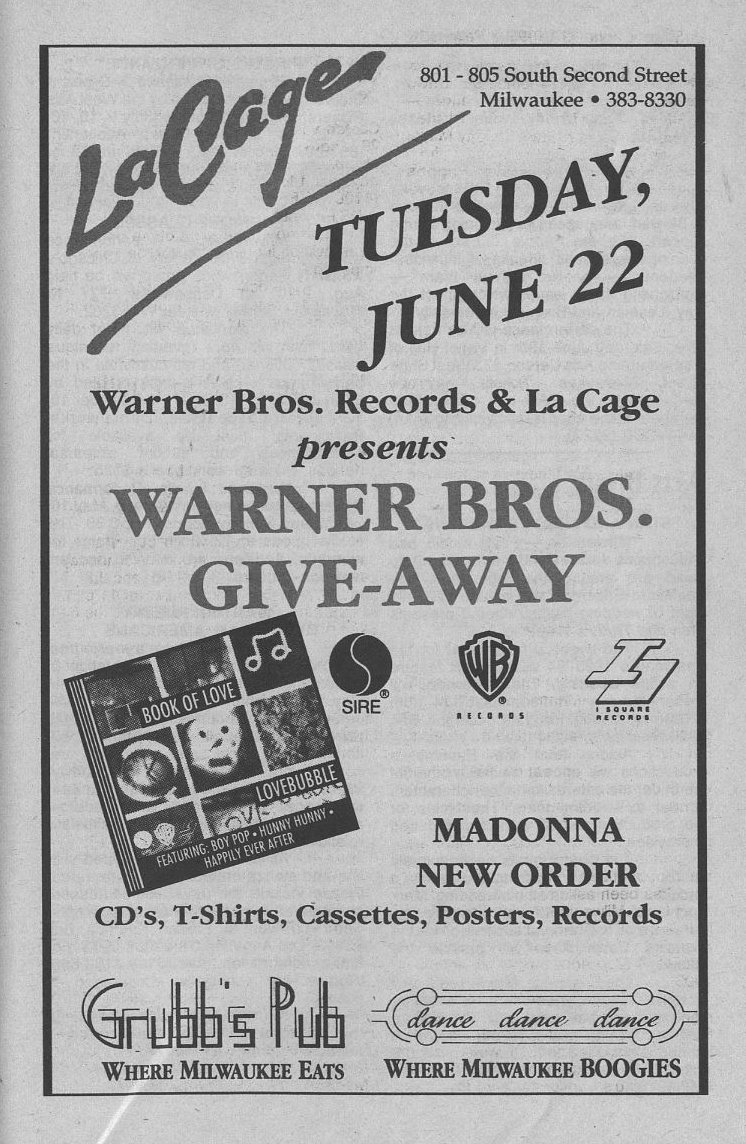 La Cage
801 - 805 South Second Street
Milwaukee • 383-8330
TUESDAY,
JUNE 22
Warner Bros. Records & La Cage
presents
WARNER BROS.
GIVE-AWAY
BOOK OF LOVE
LOVEBUBBLE
FEATURING: BOY POP • HUNNY HUNNY •
HAPPILY EVER AFTER
SIRE®
WB®
RECORDS
I SQUARE
RECORDS
MADONNA
NEW ORDER
CD's, T-Shirts, Cassettes, Posters, Records
Grubb's Pub
WHERE MILWAUKEE EATS
dance dance dance
WHERE MILWAUKEE BOOGIES